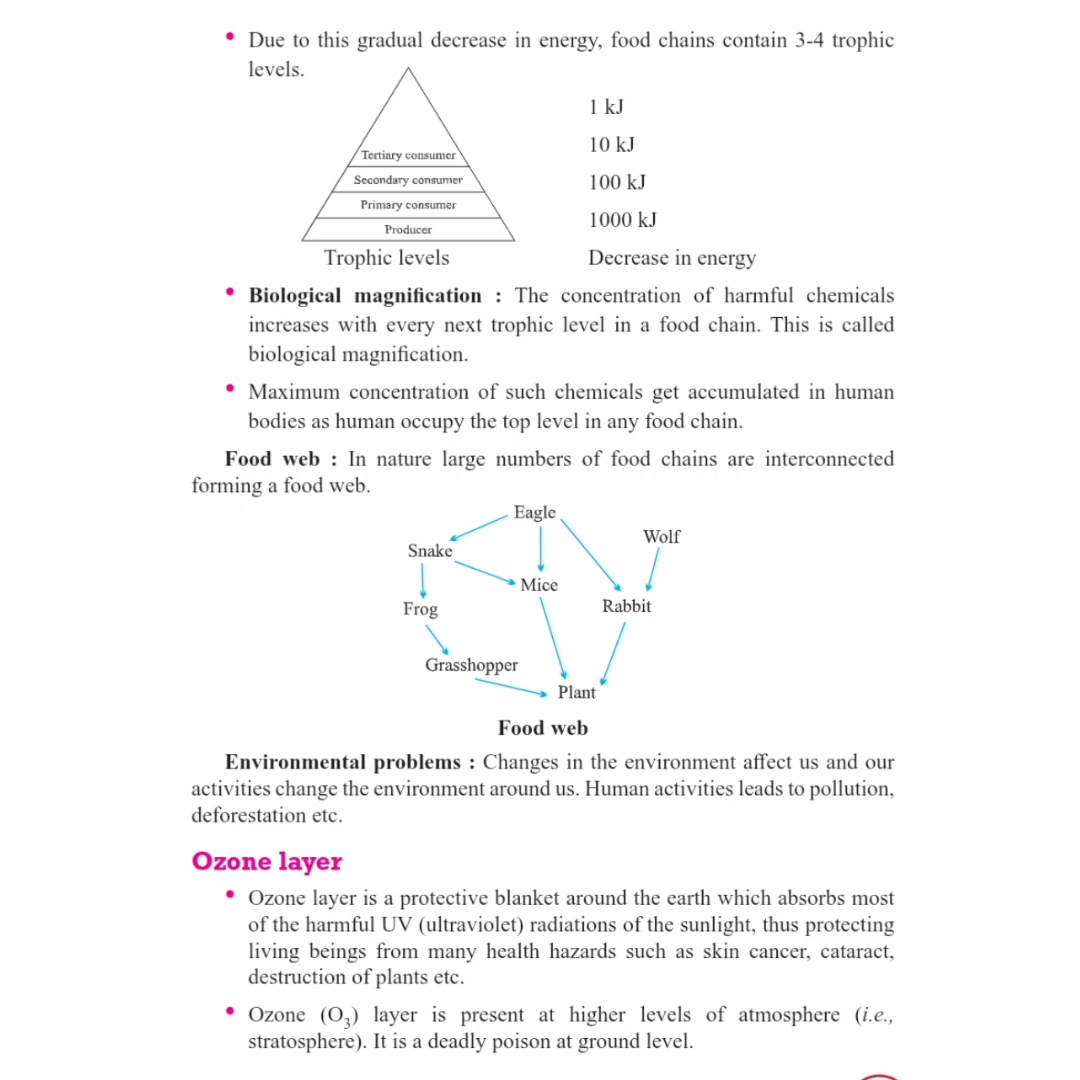 • Due to this gradual decrease in energy, food chains contain 3-4 trophic
levels.
1 kJ
10 kJ
Tertiary consumer
Secondary consumer
100 kJ
Primary consumer
1000 kJ
Producer
Trophic levels
Decrease in energy
• Biological magnification : The concentration of harmful chemicals
increases with every next trophic level in a food chain. This is called
biological magnification.
• Maximum concentration of such chemicals get accumulated in human
bodies as human occupy the top level in any food chain.
Food web : In nature large numbers of food chains are interconnected
forming a food web.
Eagle
Wolf
Snake
Mice
Rabbit
Frog
Grasshopper
Plant
Food web
Environmental problems : Changes in the environment affect us and our
activities change the environment around us. Human activities leads to pollution,
deforestation etc.
Ozone layer
• Ozone layer is a protective blanket around the earth which absorbs most
of the harmful UV (ultraviolet) radiations of the sunlight, thus protecting
living beings from many health hazards such as skin cancer, cataract,
destruction of plants etc.
• Ozone (O₃) layer is present at higher levels of atmosphere (i.e.,
stratosphere). It is a deadly poison at ground level.